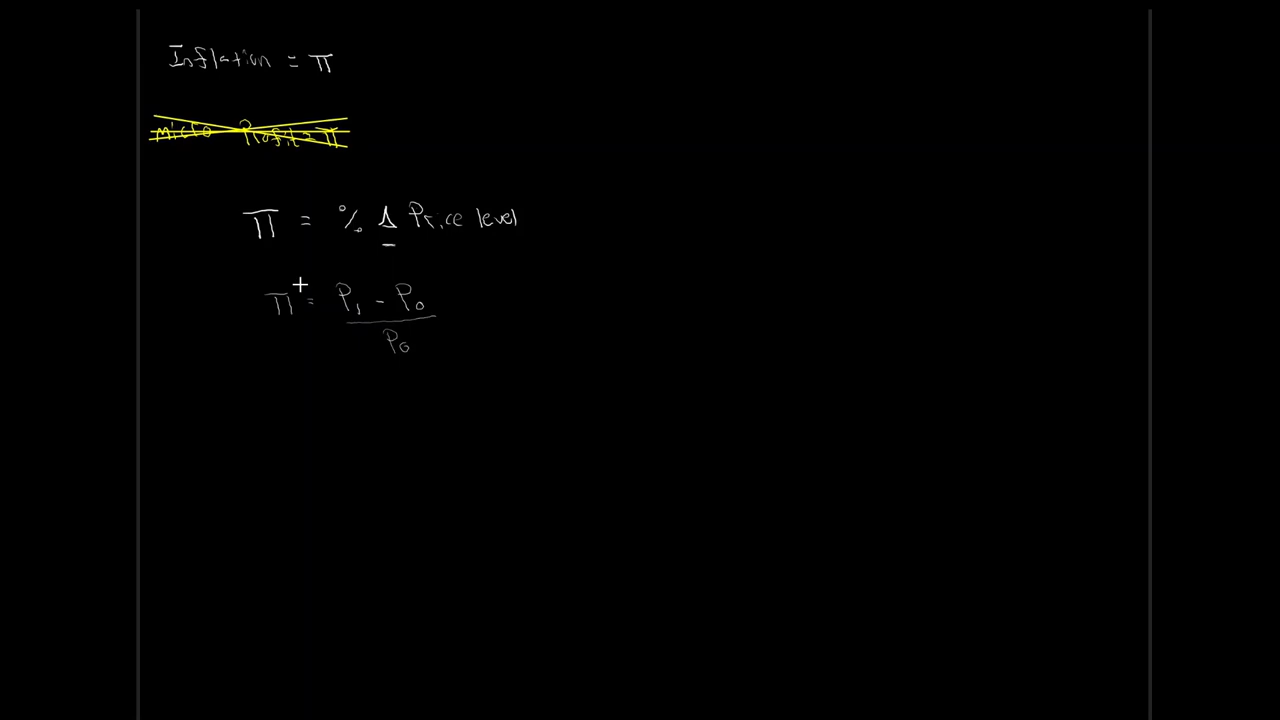 Inflation = π
Micro Profit = π
π = % Δ Price level
π = P₁ - P₀
P₀